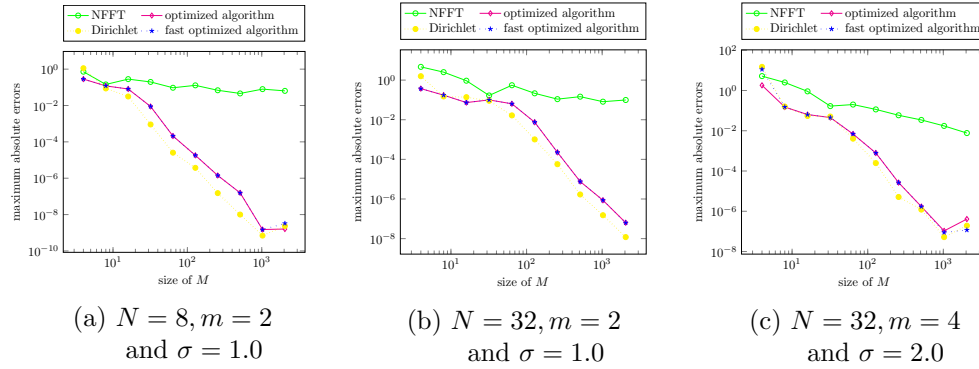 NFFT optimized algorithm
Dirichlet fast optimized algorithm
maximum absolute errors
10^0
10^−2
10^−4
10^−6
10^−8
10^−10
10^1 10^2 10^3
size of M
(a) N = 8, m = 2
and σ = 1.0
NFFT optimized algorithm
Dirichlet fast optimized algorithm
maximum absolute errors
10^2
10^0
10^−2
10^−4
10^−6
10^−8
10^1 10^2 10^3
size of M
(b) N = 32, m = 2
and σ = 1.0
NFFT optimized algorithm
Dirichlet fast optimized algorithm
maximum absolute errors
10^2
10^0
10^−2
10^−4
10^−6
10^−8
10^1 10^2 10^3
size of M
(c) N = 32, m = 4
and σ = 2.0